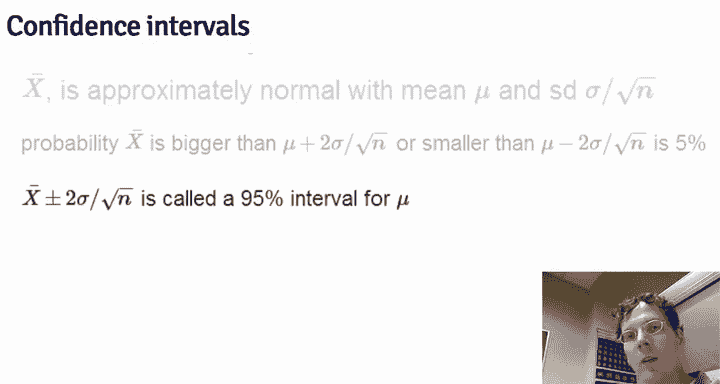 Confidence intervals
X̄, is approximately normal with mean μ and sd σ/√n
probability X̄ is bigger than μ + 2σ/√n or smaller than μ − 2σ/√n is 5%
X̄ ± 2σ/√n is called a 95% interval for μ